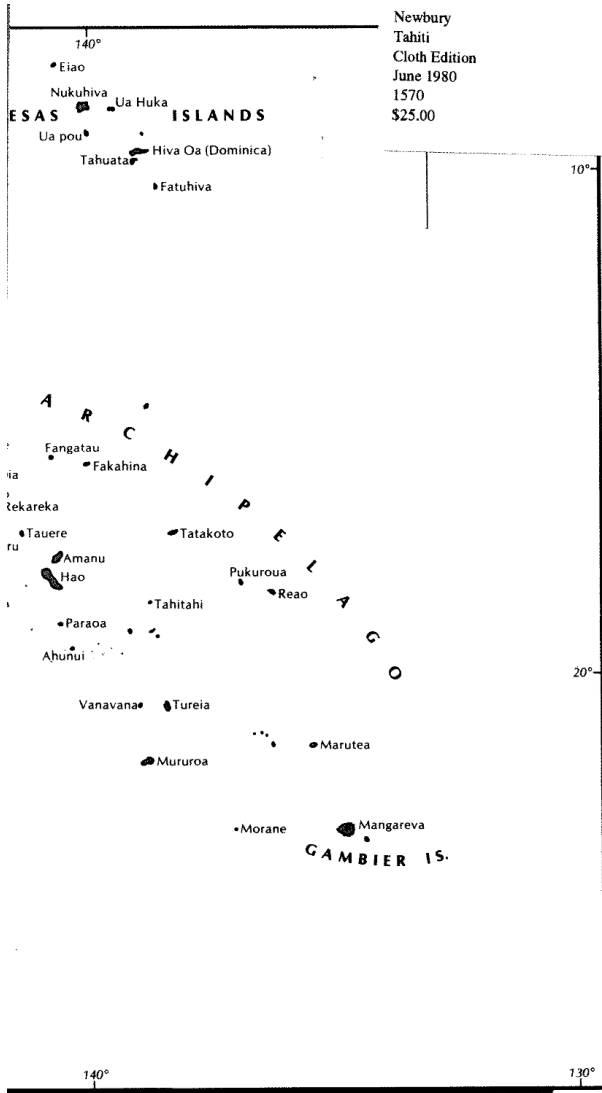 Newbury
Tahiti
Cloth Edition
June 1980
1570
$25.00
140°
Eiao
Nukuhiva
Ua Huka
ESAS ISLANDS
Ua pou
Hiva Oa (Dominica)
Tahuata
10°
Fatuhiva
ARCHIPELAGO
Fangatau
Fakahina
ia
Rekareka
Tauere
Tatakoto
ru
Amanu
Hao
Pukuroua
Reao
Tahitahi
Paraoa
Ahunui
20°
Vanavana
Tureia
Marutea
Mururoa
Morane
Mangareva
GAMBIER IS.
140°
130°